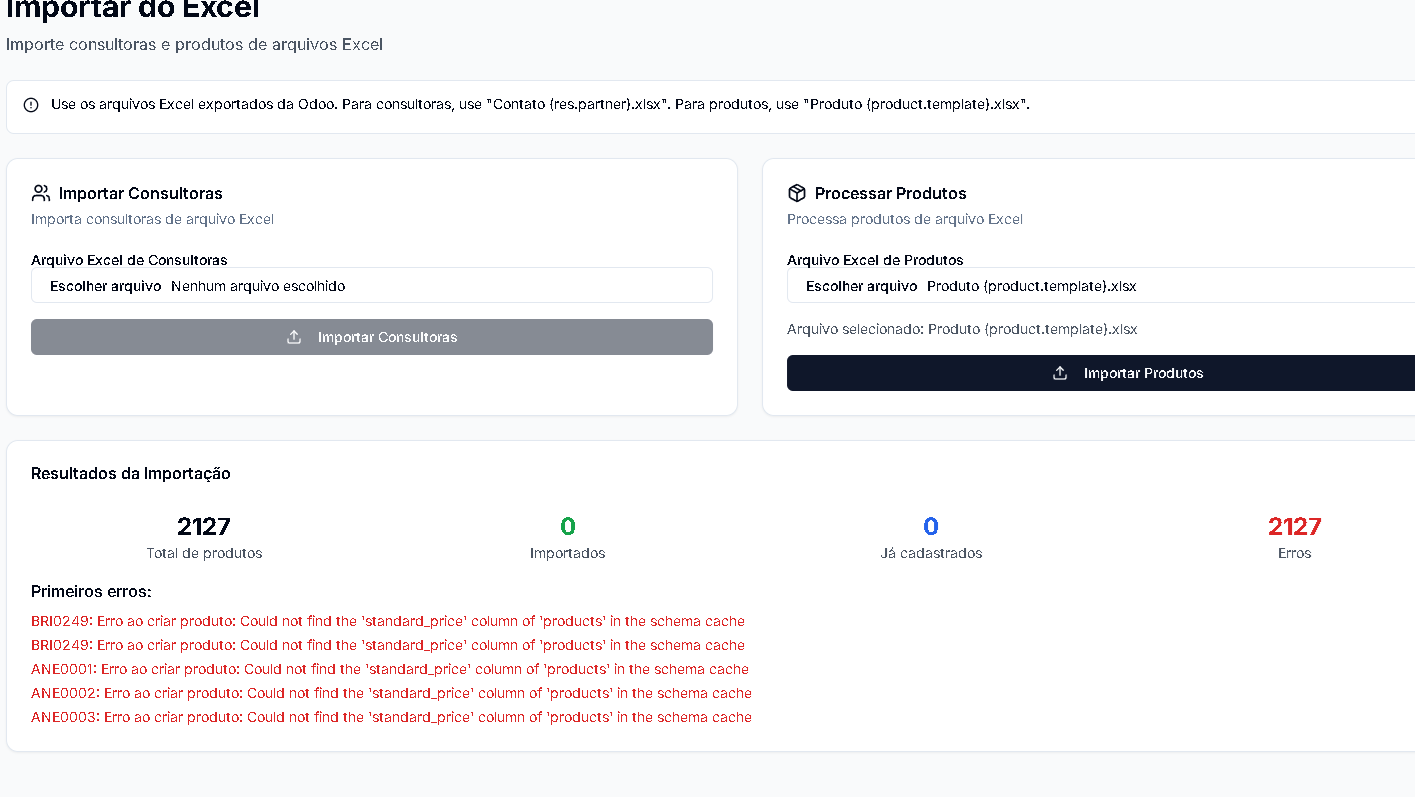 Importar do Excel
Importe consultoras e produtos de arquivos Excel
Use os arquivos Excel exportados da Odoo. Para consultoras, use "Contato (res.partner).xlsx". Para produtos, use "Produto (product.template).xlsx".
Importar Consultoras
Importa consultoras de arquivo Excel
Arquivo Excel de Consultoras
Escolher arquivo Nenhum arquivo escolhido
Importar Consultoras
Processar Produtos
Processa produtos de arquivo Excel
Arquivo Excel de Produtos
Escolher arquivo Produto (product.template).xlsx
Arquivo selecionado: Produto (product.template).xlsx
Importar Produtos
Resultados da Importação
2127 0 0 2127
Total de produtos Importados Já cadastrados Erros
Primeiros erros:
BRI0249: Erro ao criar produto: Could not find the 'standard_price' column of 'products' in the schema cache
BRI0249: Erro ao criar produto: Could not find the 'standard_price' column of 'products' in the schema cache
ANE0001: Erro ao criar produto: Could not find the 'standard_price' column of 'products' in the schema cache
ANE0002: Erro ao criar produto: Could not find the 'standard_price' column of 'products' in the schema cache
ANE0003: Erro ao criar produto: Could not find the 'standard_price' column of 'products' in the schema cache